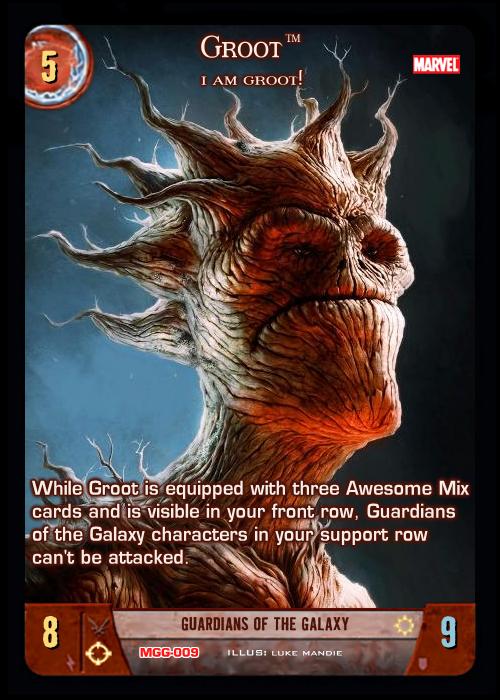 5
Groot™
I AM GROOT!
MARVEL
While Groot is equipped with three Awesome Mix
cards and is visible in your front row, Guardians
of the Galaxy characters in your support row
can't be attacked.
8
GUARDIANS OF THE GALAXY
9
MGG-009
ILLUS: LUKE MANDIE